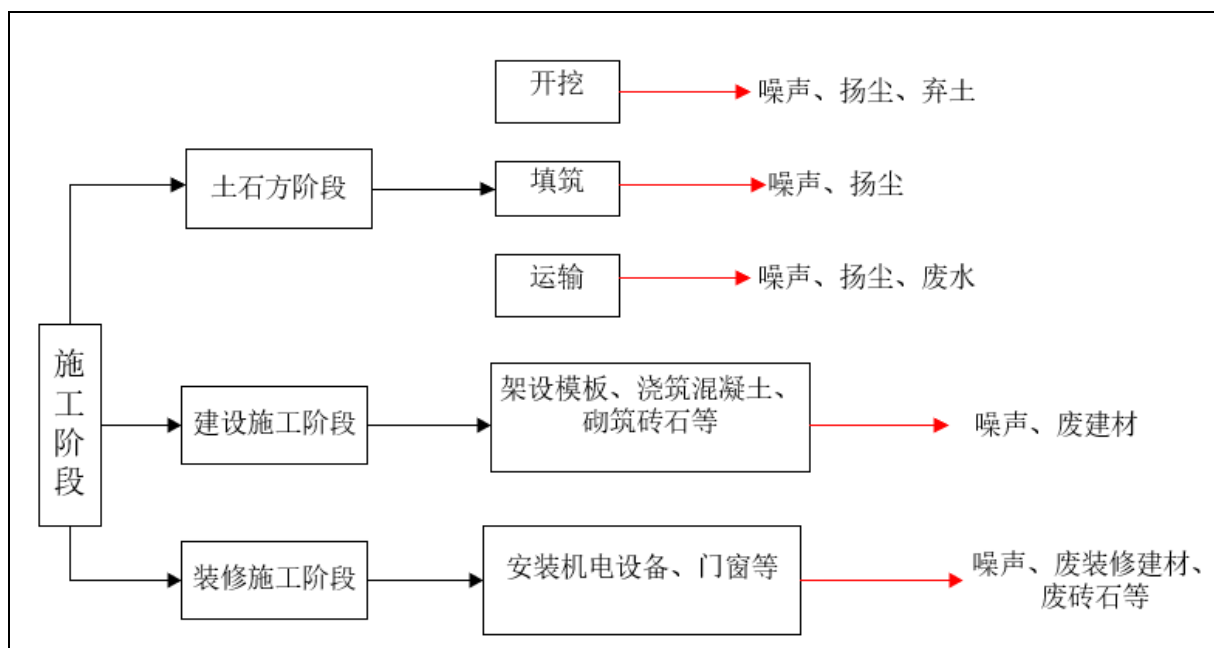 开挖
噪声、扬尘、弃土
土石方阶段
填筑
噪声、扬尘
运输
噪声、扬尘、废水
施
工
阶
段
建设施工阶段
架设模板、浇筑混凝土、
砌筑砖石等
噪声、废建材
装修施工阶段
安装机电设备、门窗等
噪声、废装修建材、
废砖石等